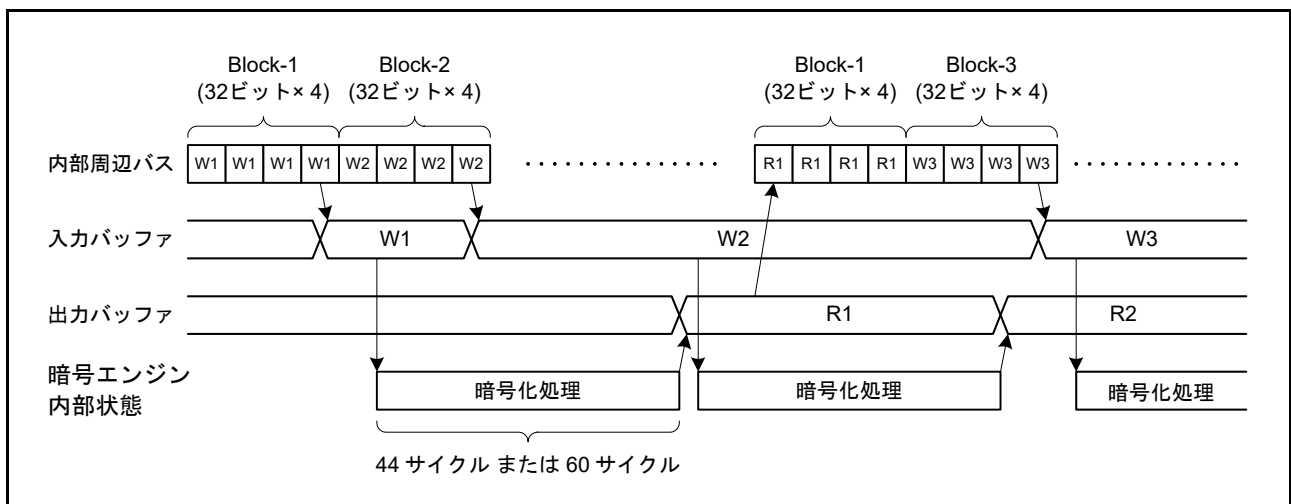 Block-1 Block-2 Block-1 Block-3
(32ビット× 4) (32ビット× 4) (32ビット× 4) (32ビット× 4)
内部周辺バス W1 W1 W1 W1 W2 W2 W2 W2 R1 R1 R1 R1 W3 W3 W3 W3
入力バッファ W1 W2 W3
出力バッファ R1 R2
暗号エンジン
内部状態 暗号化処理 暗号化処理 暗号化処理
44 サイクル または 60 サイクル